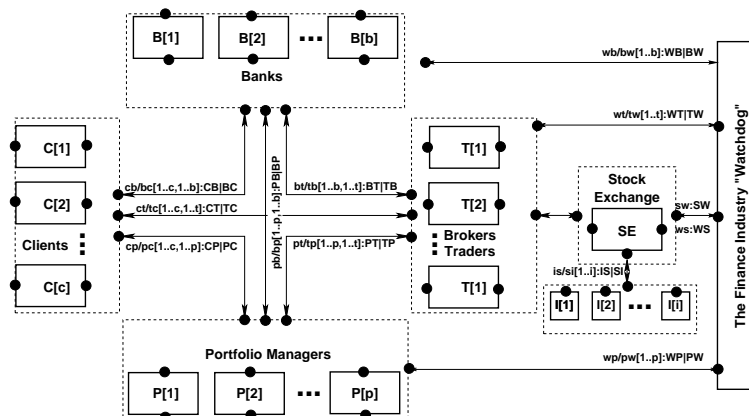 B[1] B[2] B[b]
Banks
wb/bw[1..b]:WB|BW
wt/tw[1..t]:WT|TW
C[1]
C[2]
Clients
C[c]
cb/bc[1..c,1..b]:CB|BC
ct/tc[1..c,1..t]:CT|TC
cp/pc[1..c,1..p]:CP|PC
pb/bp[1..p,1..b]:PB|BP
bt/tb[1..b,1..t]:BT|TB
pt/tp[1..p,1..t]:PT|TP
T[1]
T[2]
Brokers
Traders
T[1]
Stock
Exchange
SE
sw:SW
ws:WS
is/si[1..i]:IS|SI
I[1] I[2] I[i]
The Finance Industry "Watchdog"
Portfolio Managers
P[1] P[2] P[p]
wp/pw[1..p]:WP|PW